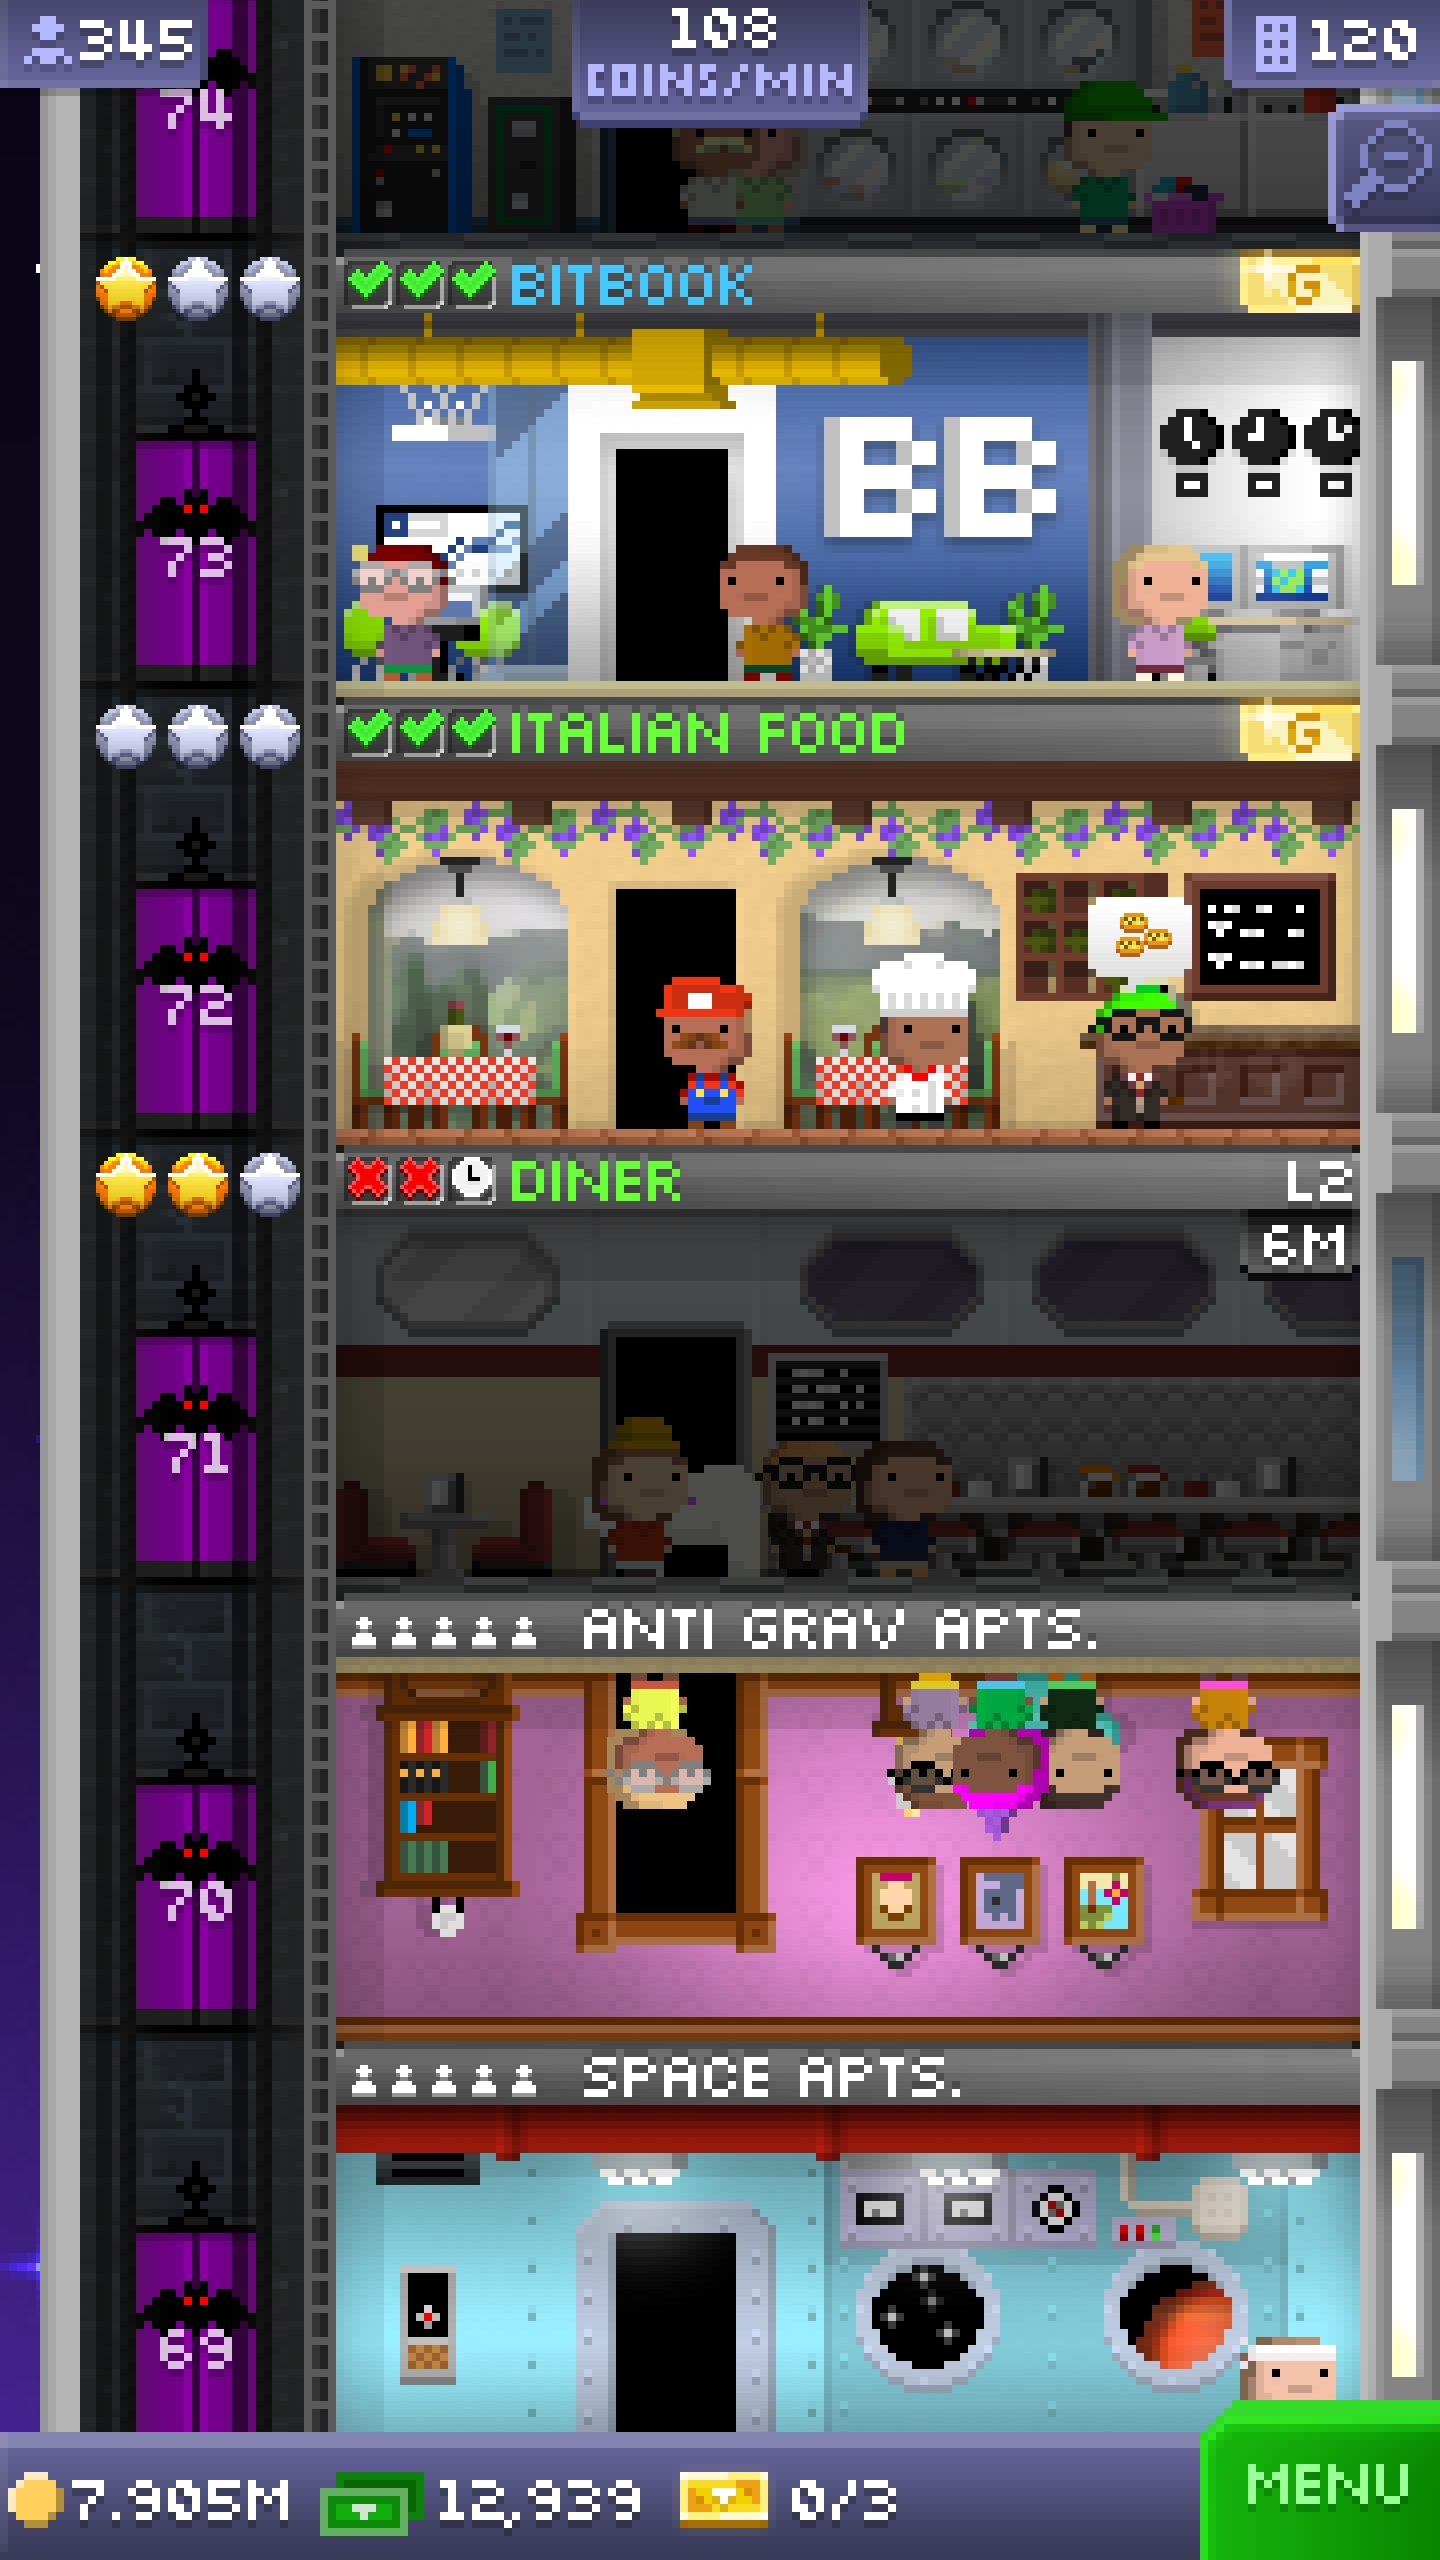 345
108
COINS/MIN
120
74
BITBOOK
G
BB
73
ITALIAN FOOD
G
72
DINER
L2
6M
71
ANTI GRAV APTS.
70
SPACE APTS.
69
7.905M
12,939
0/3
MENU